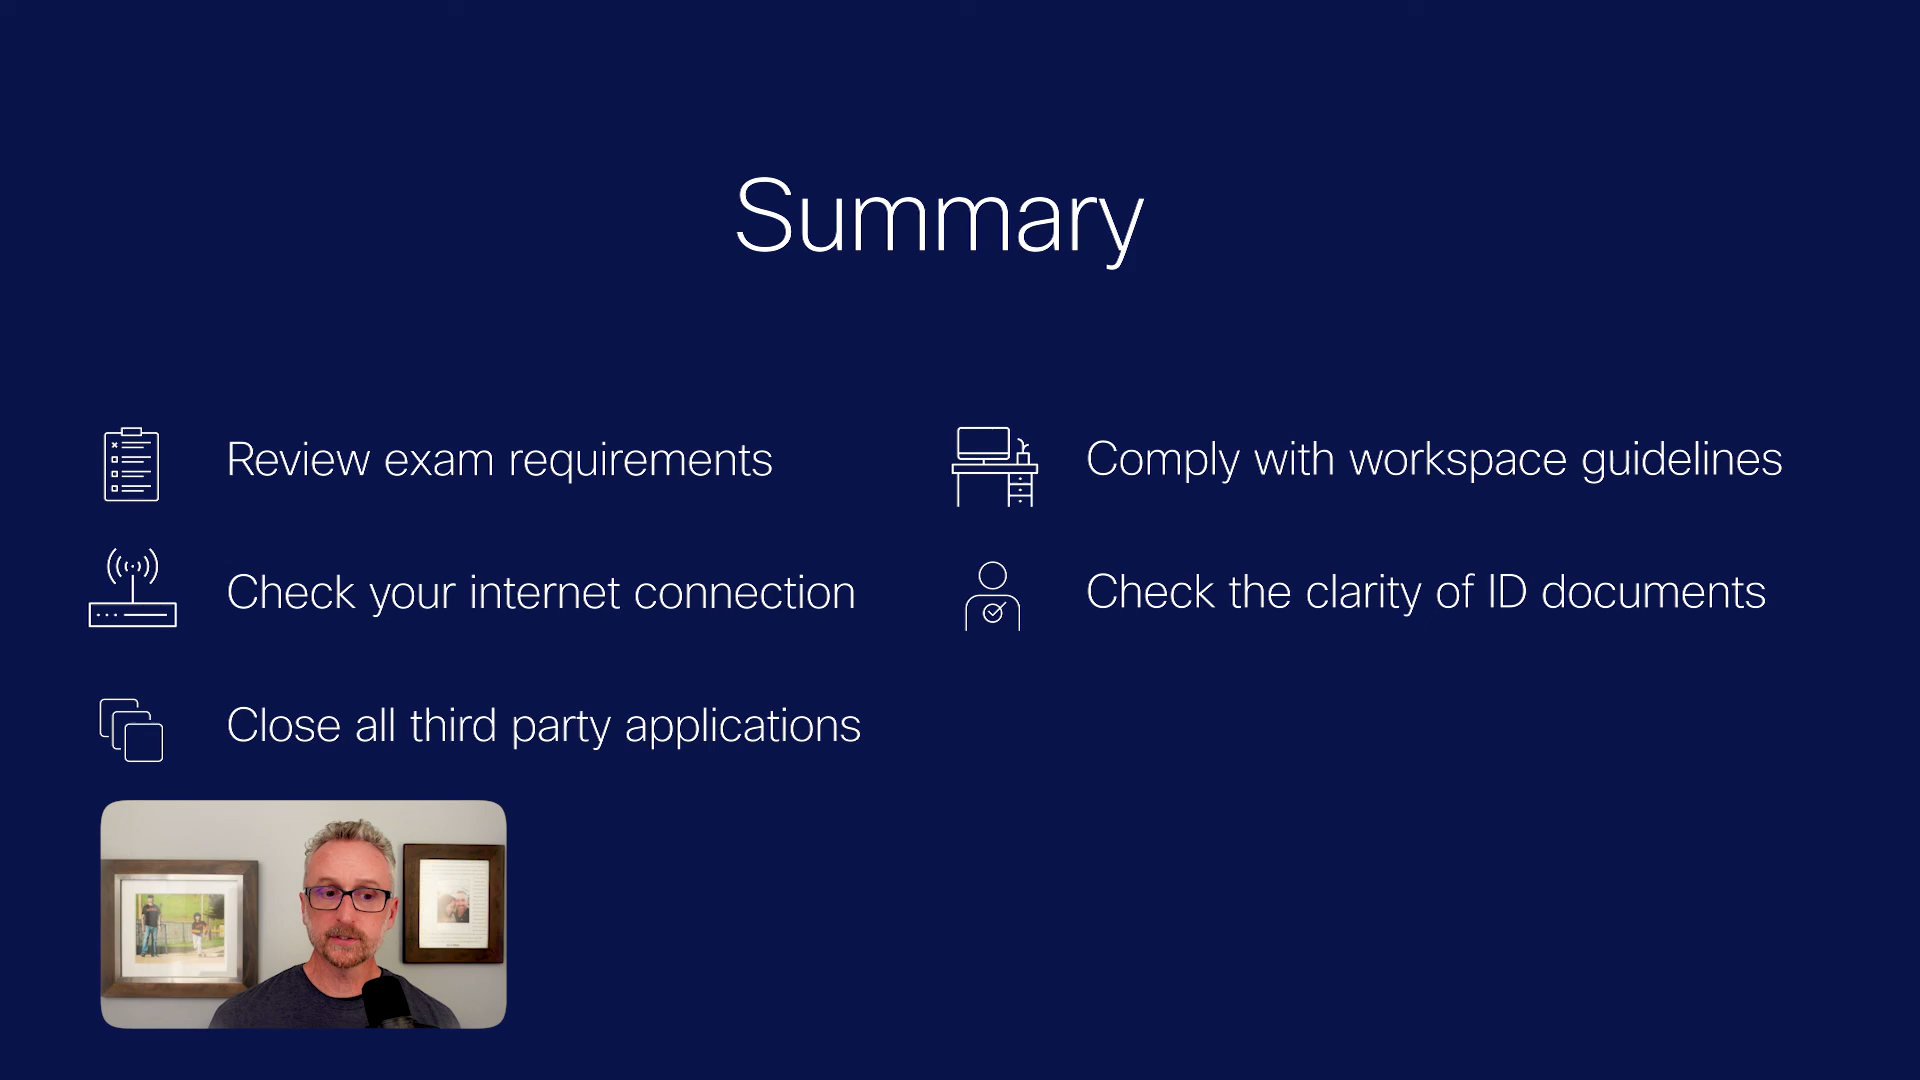 Summary
Review exam requirements
Check your internet connection
Close all third party applications
Comply with workspace guidelines
Check the clarity of ID documents